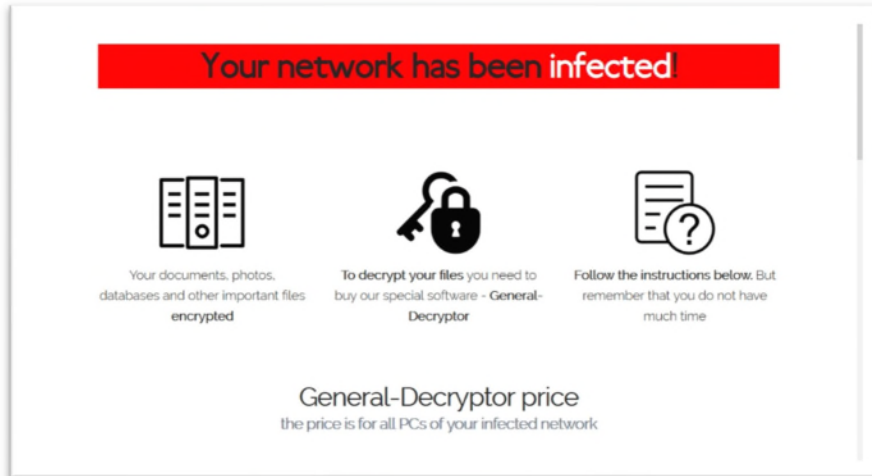 Your network has been infected!
Your documents, photos,
databases and other important files
encrypted
To decrypt your files you need to
buy our special software - General-
Decryptor
Follow the instructions below. But
remember that you do not have
much time
General-Decryptor price
the price is for all PCs of your infected network